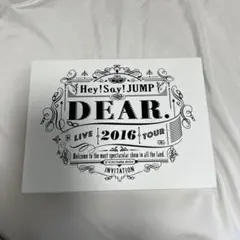 Hey! Say! JUMP
DEAR.
LIVE 2016 TOUR
Welcome to the most spectacular show in all the land.
INVITATION